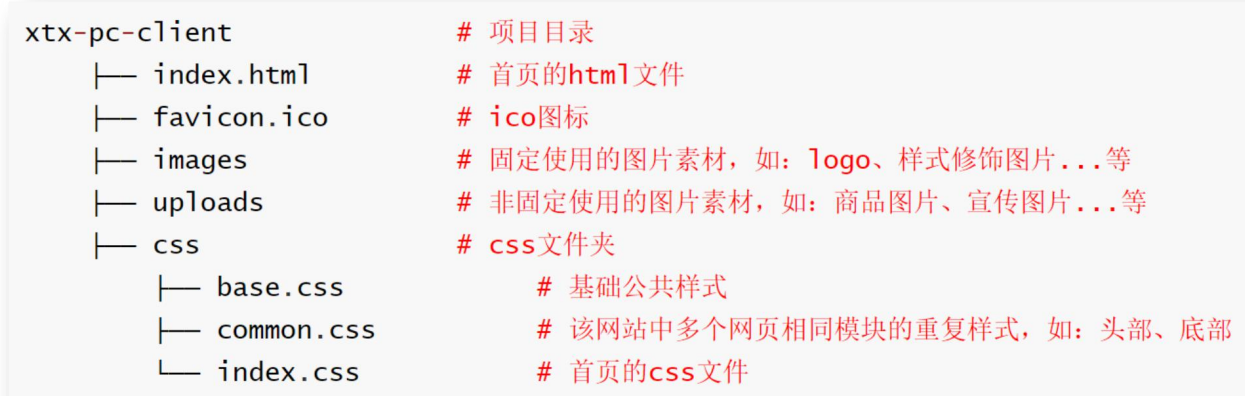 xtx-pc-client # 项目目录
├── index.html # 首页的html文件
├── favicon.ico # ico图标
├── images # 固定使用的图片素材，如：logo、样式修饰图片...等
├── uploads # 非固定使用的图片素材，如：商品图片、宣传图片...等
├── css # css文件夹
├── base.css # 基础公共样式
├── common.css # 该网站中多个网页相同模块的重复样式，如：头部、底部
└── index.css # 首页的css文件